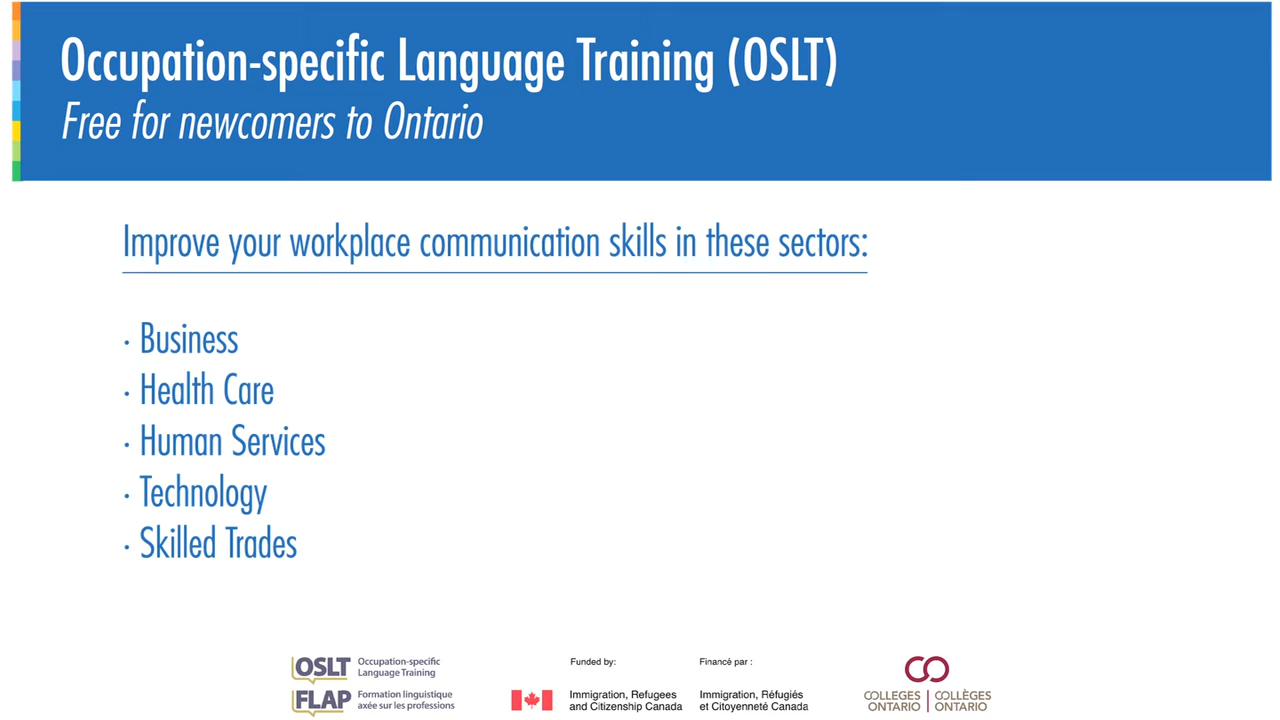 Occupation-specific Language Training (OSLT)
Free for newcomers to Ontario
Improve your workplace communication skills in these sectors:
· Business
· Health Care
· Human Services
· Technology
· Skilled Trades
OSLT Occupation-specific
Language Training
FLAP Formation linguistique
axée sur les professions
Funded by:
Immigration, Refugees
and Citizenship Canada
Financé par :
Immigration, Réfugiés
et Citoyenneté Canada
COLLEGES
ONTARIO
COLLÈGES
ONTARIO